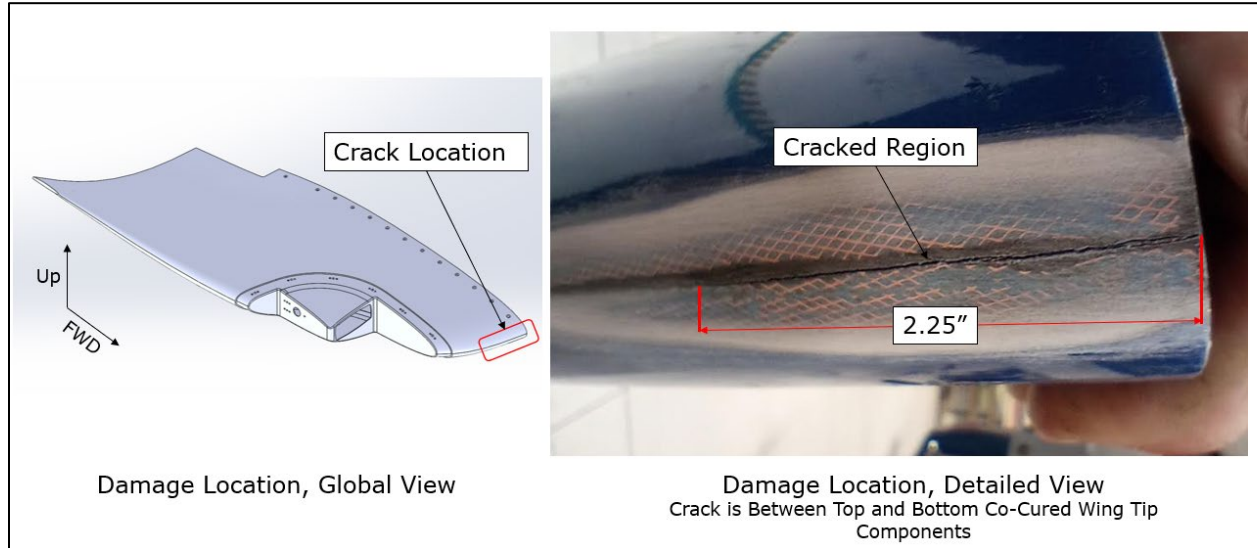 Crack Location
Up
FWD
Damage Location, Global View
Cracked Region
2.25″
Damage Location, Detailed View
Crack is Between Top and Bottom Co-Cured Wing Tip
Components